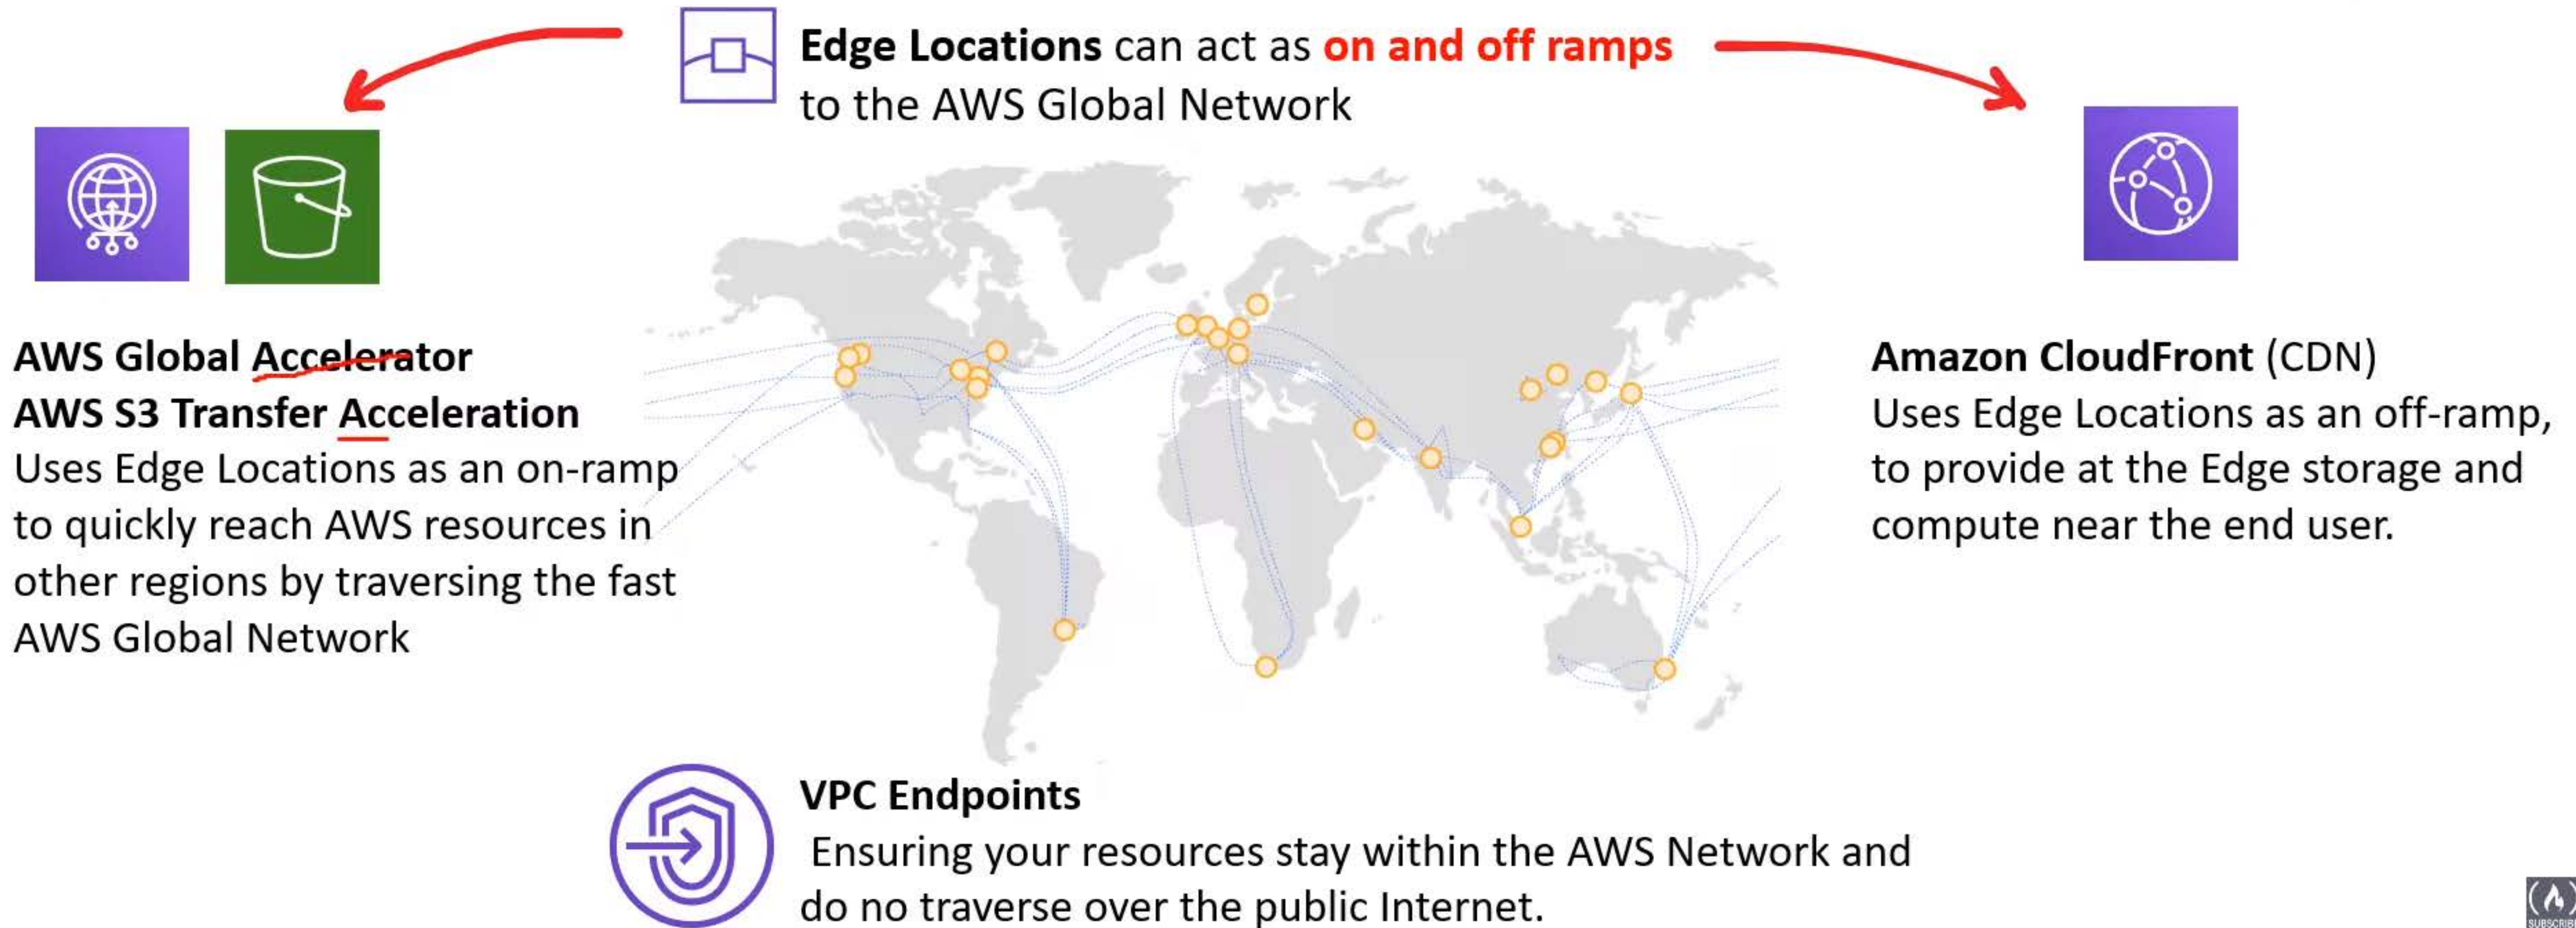 Edge Locations can act as on and off ramps
to the AWS Global Network
AWS Global Accelerator
AWS S3 Transfer Acceleration
Uses Edge Locations as an on-ramp
to quickly reach AWS resources in
other regions by traversing the fast
AWS Global Network
Amazon CloudFront (CDN)
Uses Edge Locations as an off-ramp,
to provide at the Edge storage and
compute near the end user.
VPC Endpoints
Ensuring your resources stay within the AWS Network and
do no traverse over the public Internet.
SUBSCRIBE